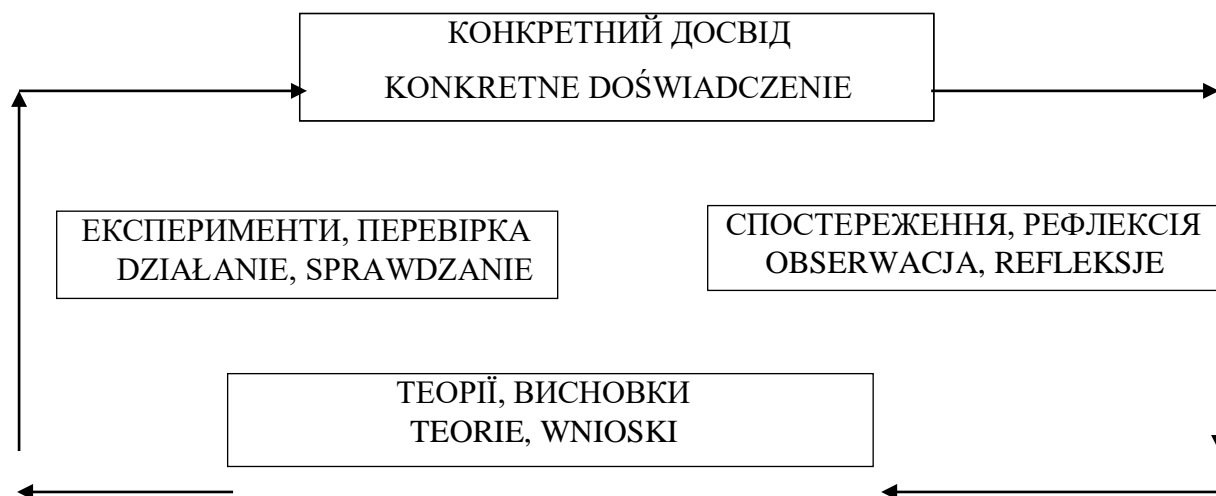 КОНКРЕТНИЙ ДОСВІД
KONKRETNE DOŚWIADCZENIE
ЕКСПЕРИМЕНТИ, ПЕРЕВІРКА
DZIAŁANIE, SPRAWDZANIE
СПОСТЕРЕЖЕННЯ, РЕФЛЕКСІЯ
OBSERWACJA, REFLEKSJE
ТЕОРІЇ, ВИСНОВКИ
TEORIE, WNIOSKI